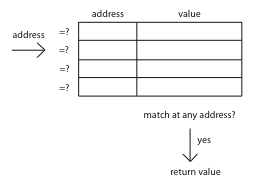 address value
address
=?
=?
=?
=?
match at any address?
yes
return value